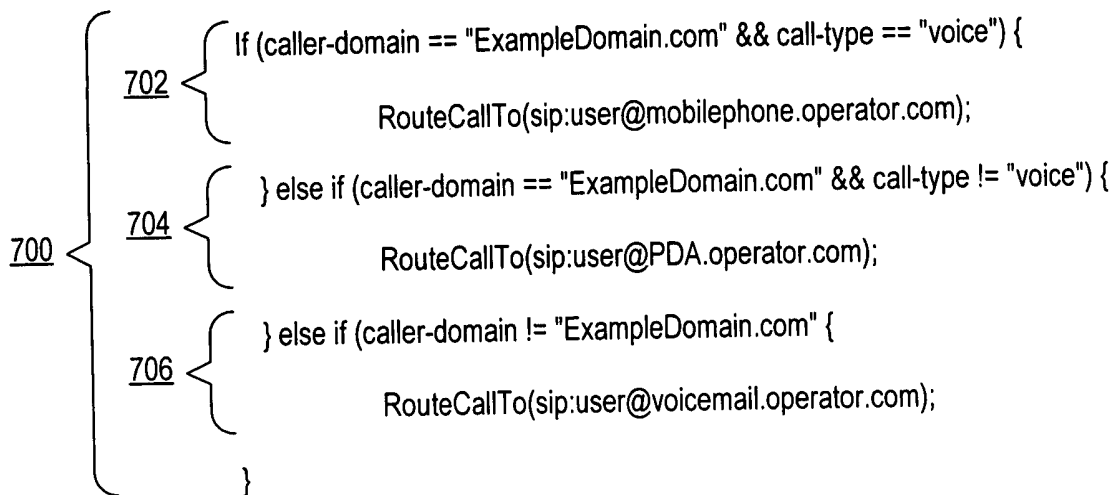 If (caller-domain == "ExampleDomain.com" && call-type == "voice") {
702
RouteCallTo(sip:user@mobilephone.operator.com);
} else if (caller-domain == "ExampleDomain.com" && call-type != "voice") {
704
700
RouteCallTo(sip:user@PDA.operator.com);
} else if (caller-domain != "ExampleDomain.com" {
706
RouteCallTo(sip:user@voicemail.operator.com);
}